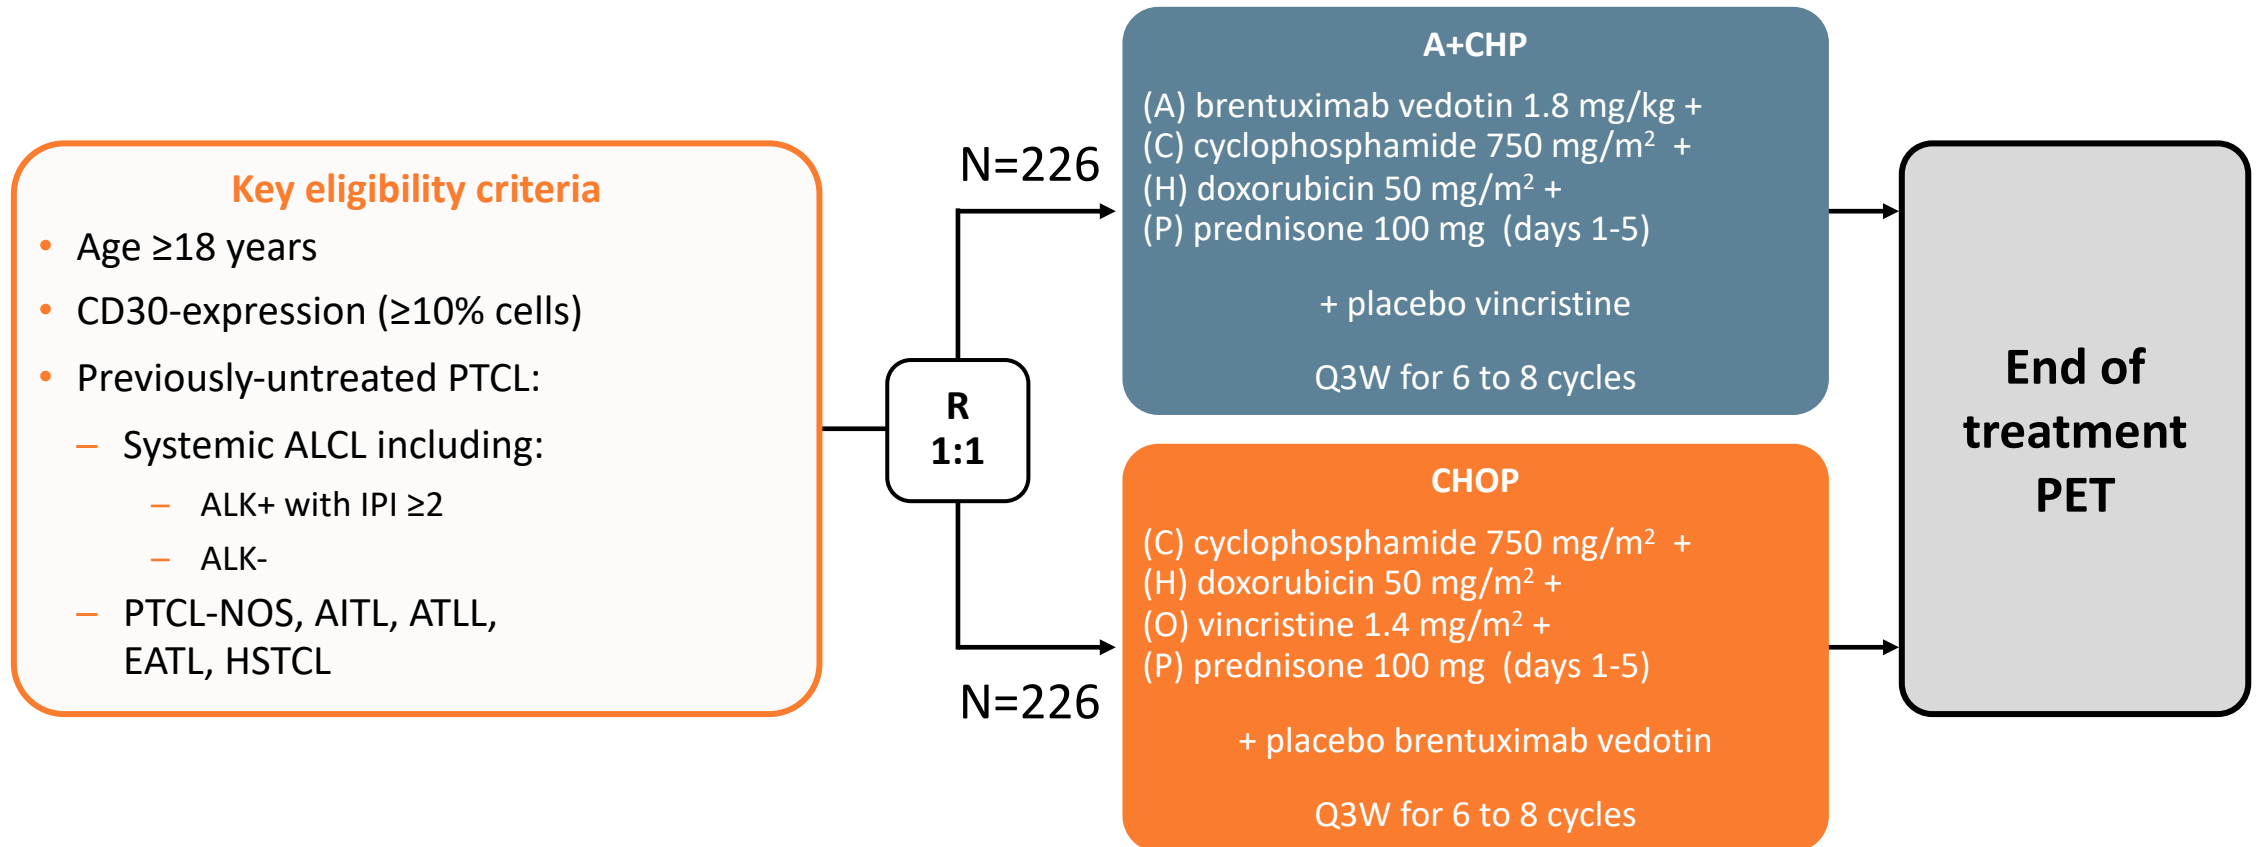 Key eligibility criteria
• Age ≥18 years
• CD30-expression (≥10% cells)
• Previously-untreated PTCL:
– Systemic ALCL including:
– ALK+ with IPI ≥2
– ALK-
– PTCL-NOS, AITL, ATLL,
EATL, HSTCL
R
1:1
N=226
A+CHP
(A) brentuximab vedotin 1.8 mg/kg +
(C) cyclophosphamide 750 mg/m² +
(H) doxorubicin 50 mg/m² +
(P) prednisone 100 mg (days 1-5)
+ placebo vincristine
Q3W for 6 to 8 cycles
N=226
CHOP
(C) cyclophosphamide 750 mg/m² +
(H) doxorubicin 50 mg/m² +
(O) vincristine 1.4 mg/m² +
(P) prednisone 100 mg (days 1-5)
+ placebo brentuximab vedotin
Q3W for 6 to 8 cycles
End of
treatment
PET